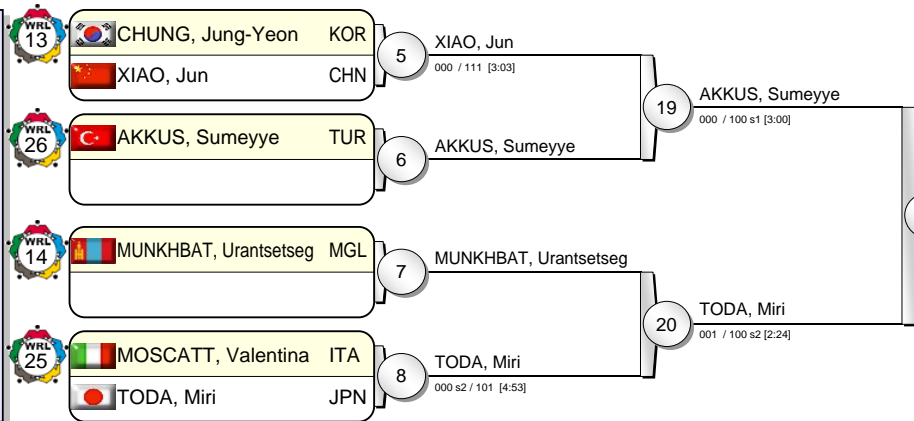 WRL
13
CHUNG, Jung-Yeon KOR
XIAO, Jun CHN
5
XIAO, Jun
000 / 111 [3:03]
WRL
26
AKKUS, Sumeyye TUR
6
AKKUS, Sumeyye
19
AKKUS, Sumeyye
000 / 100 s1 [3:00]
WRL
14
MUNKHBAT, Urantsetseg MGL
7
MUNKHBAT, Urantsetseg
WRL
25
MOSCATT, Valentina ITA
TODA, Miri JPN
8
TODA, Miri
000 s2 / 101 [4:53]
20
TODA, Miri
001 / 100 s2 [2:24]